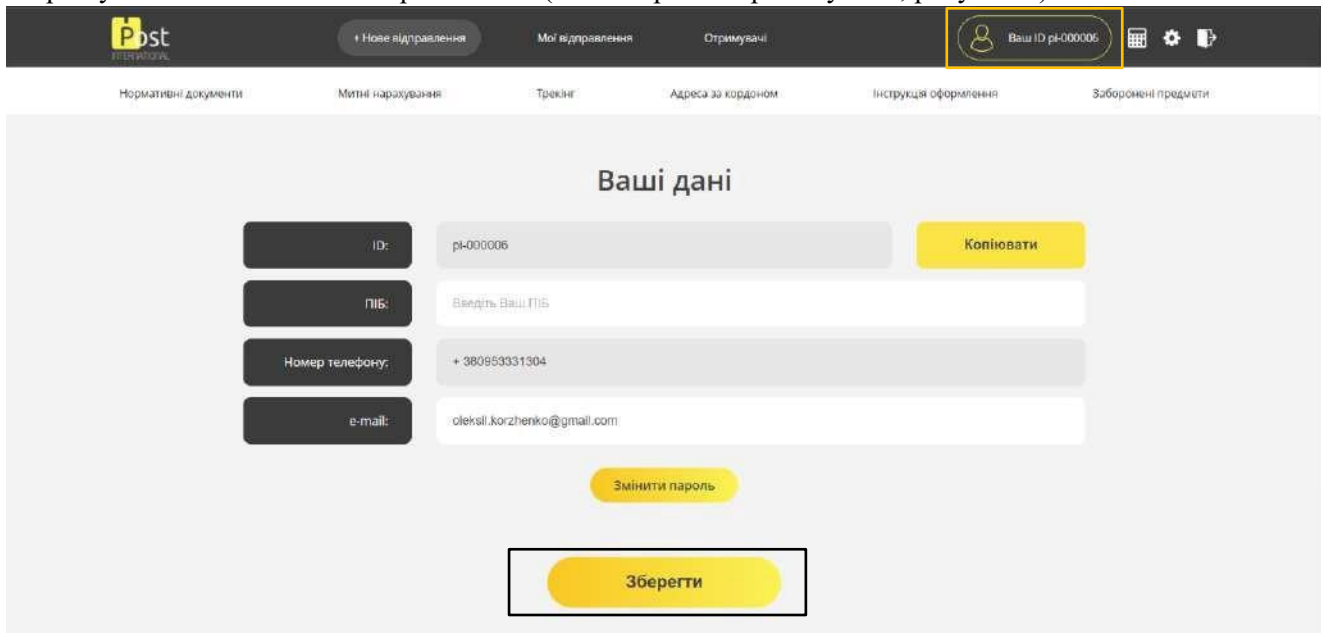 Post
INTERNATIONAL
+ Нове відправлення
Мої відправлення
Отримувачі
Ваш ID pi-000006
Нормативні документи
Митні нарахування
Трекінг
Адреса за кордоном
Інструкція оформлення
Заборонені предмети
Ваші дані
ID:
pi-000006
Копіювати
ПІБ:
Введіть Ваш ПІБ
Номер телефону:
+ 380953331304
e-mail:
oleksii.korzhenko@gmail.com
Змінити пароль
Зберегти